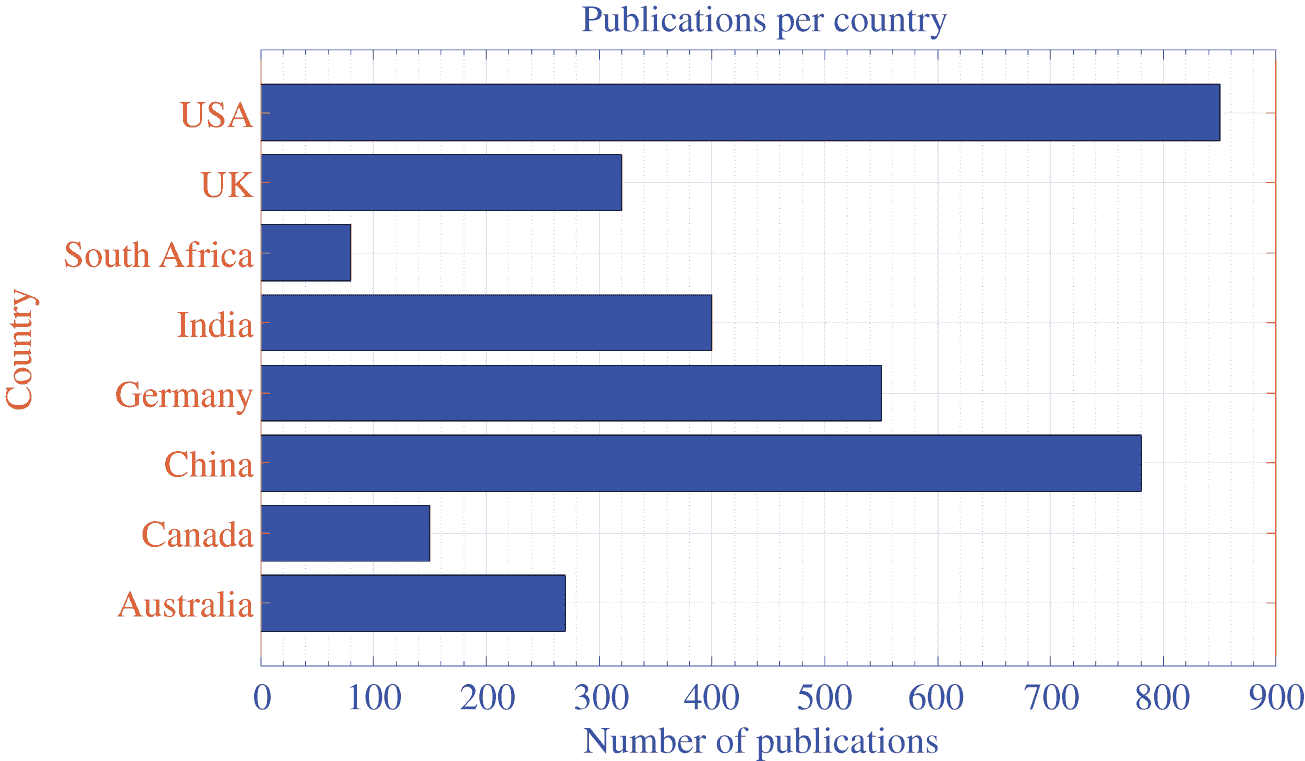 Publications per country
Country
USA
UK
South Africa
India
Germany
China
Canada
Australia
0 100 200 300 400 500 600 700 800 900
Number of publications